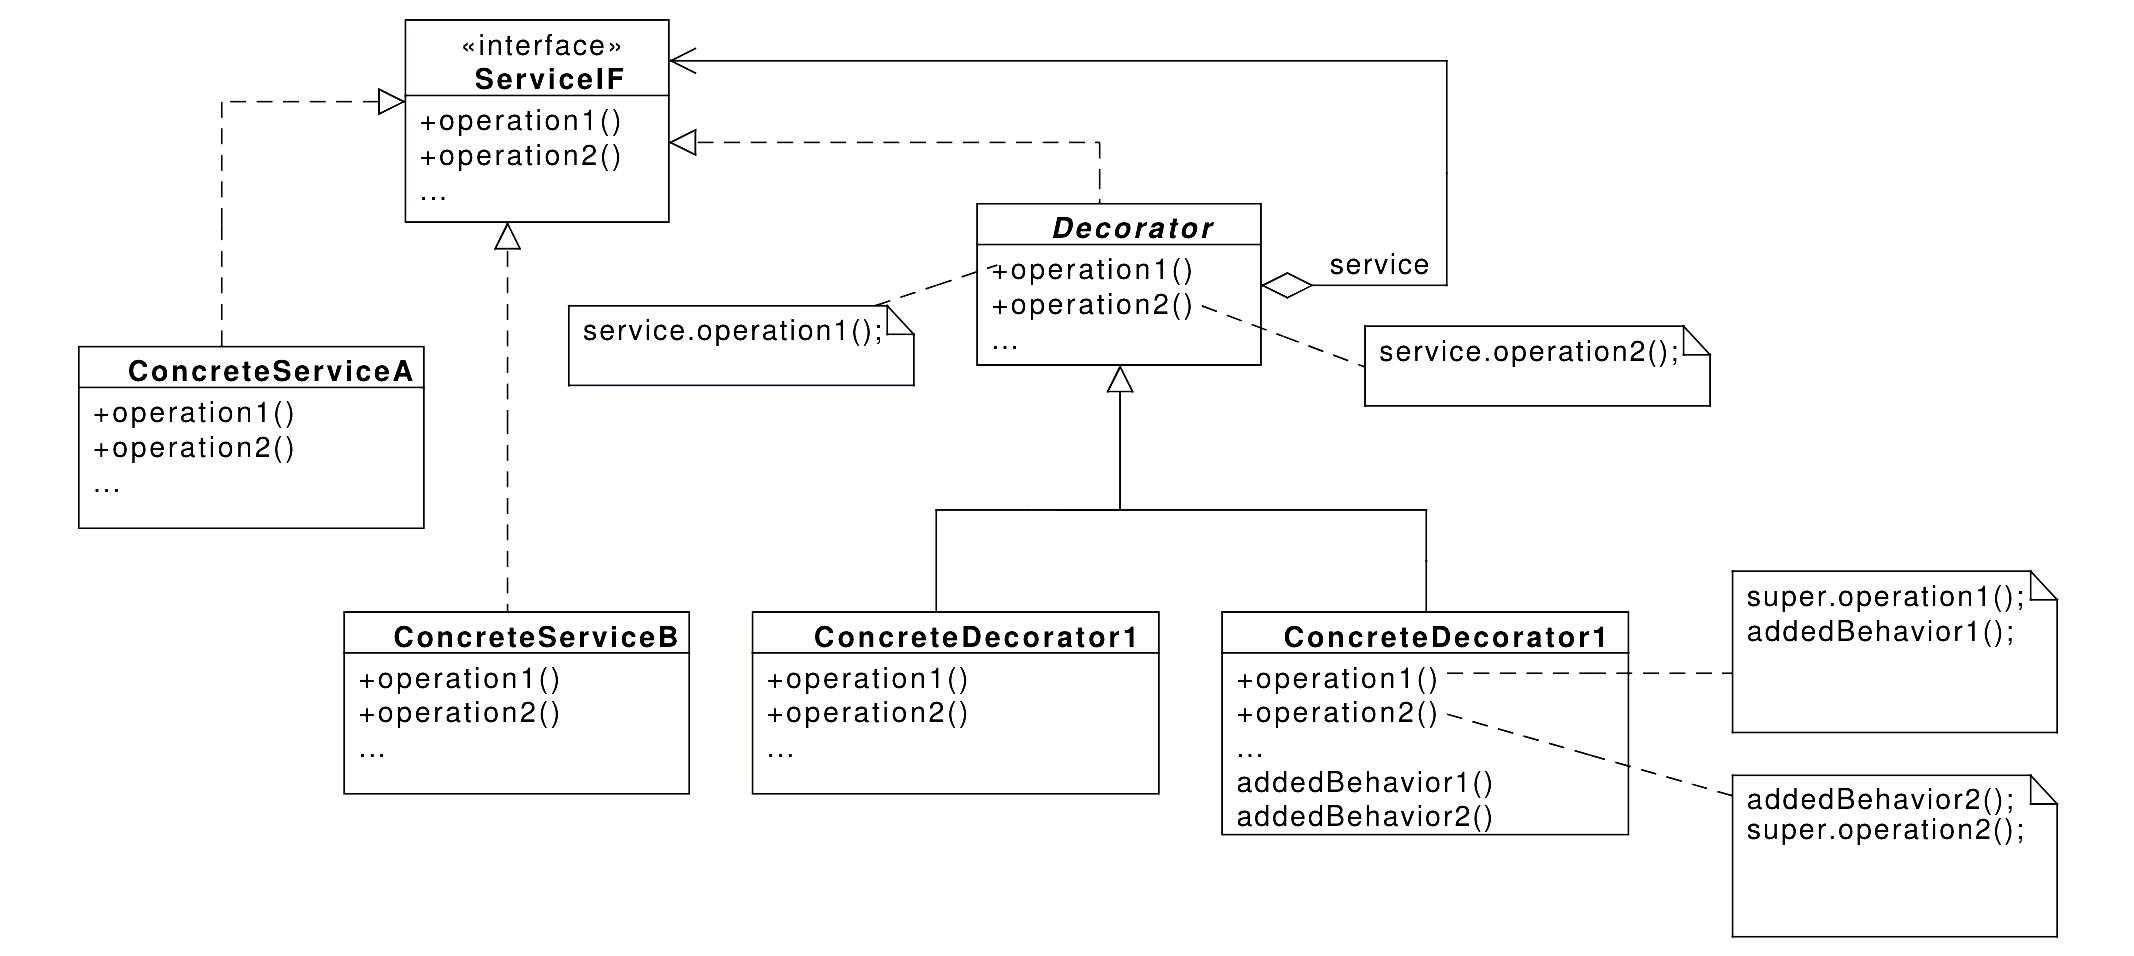 «interface»
ServiceIF
+operation1()
+operation2()
...
Decorator
+operation1()
+operation2()
...
service
service.operation1();
service.operation2();
ConcreteServiceA
+operation1()
+operation2()
...
ConcreteServiceB
+operation1()
+operation2()
...
ConcreteDecorator1
+operation1()
+operation2()
...
ConcreteDecorator1
+operation1()
+operation2()
...
addedBehavior1()
addedBehavior2()
super.operation1();
addedBehavior1();
addedBehavior2();
super.operation2();